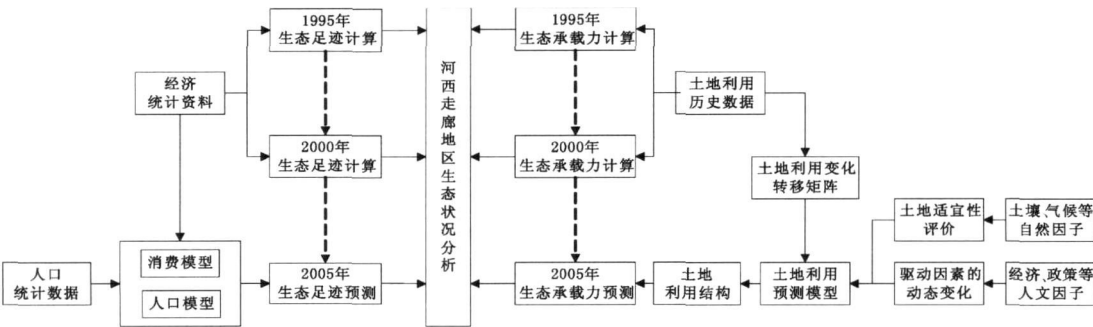 1995年
生态足迹计算
1995年
生态承载力计算
经济
统计资料
河西走廊地区生态状况分析
土地利用
历史数据
2000年
生态足迹计算
2000年
生态承载力计算
土地利用变化
转移矩阵
土地适宜性
评价
土壤、气候等
自然因子
人口
统计数据
消费模型
人口模型
2005年
生态足迹预测
2005年
生态承载力预测
土地
利用结构
土地利用
预测模型
驱动因素的
动态变化
经济、政策等
人文因子